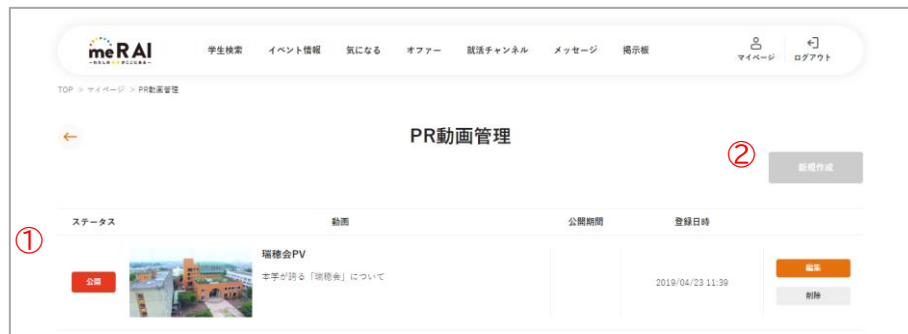 meRAI
学生検索 イベント情報 気になる オファー 就活チャンネル メッセージ 掲示板 マイページ ログアウト
TOP > マイページ > PR動画管理
←
PR動画管理
②
新規作成
ステータス 動画 公開期間 登録日時
①
公開
瑞穂会PV
本学が誇る「瑞穂会」について
2019/04/23 11:39
編集
削除